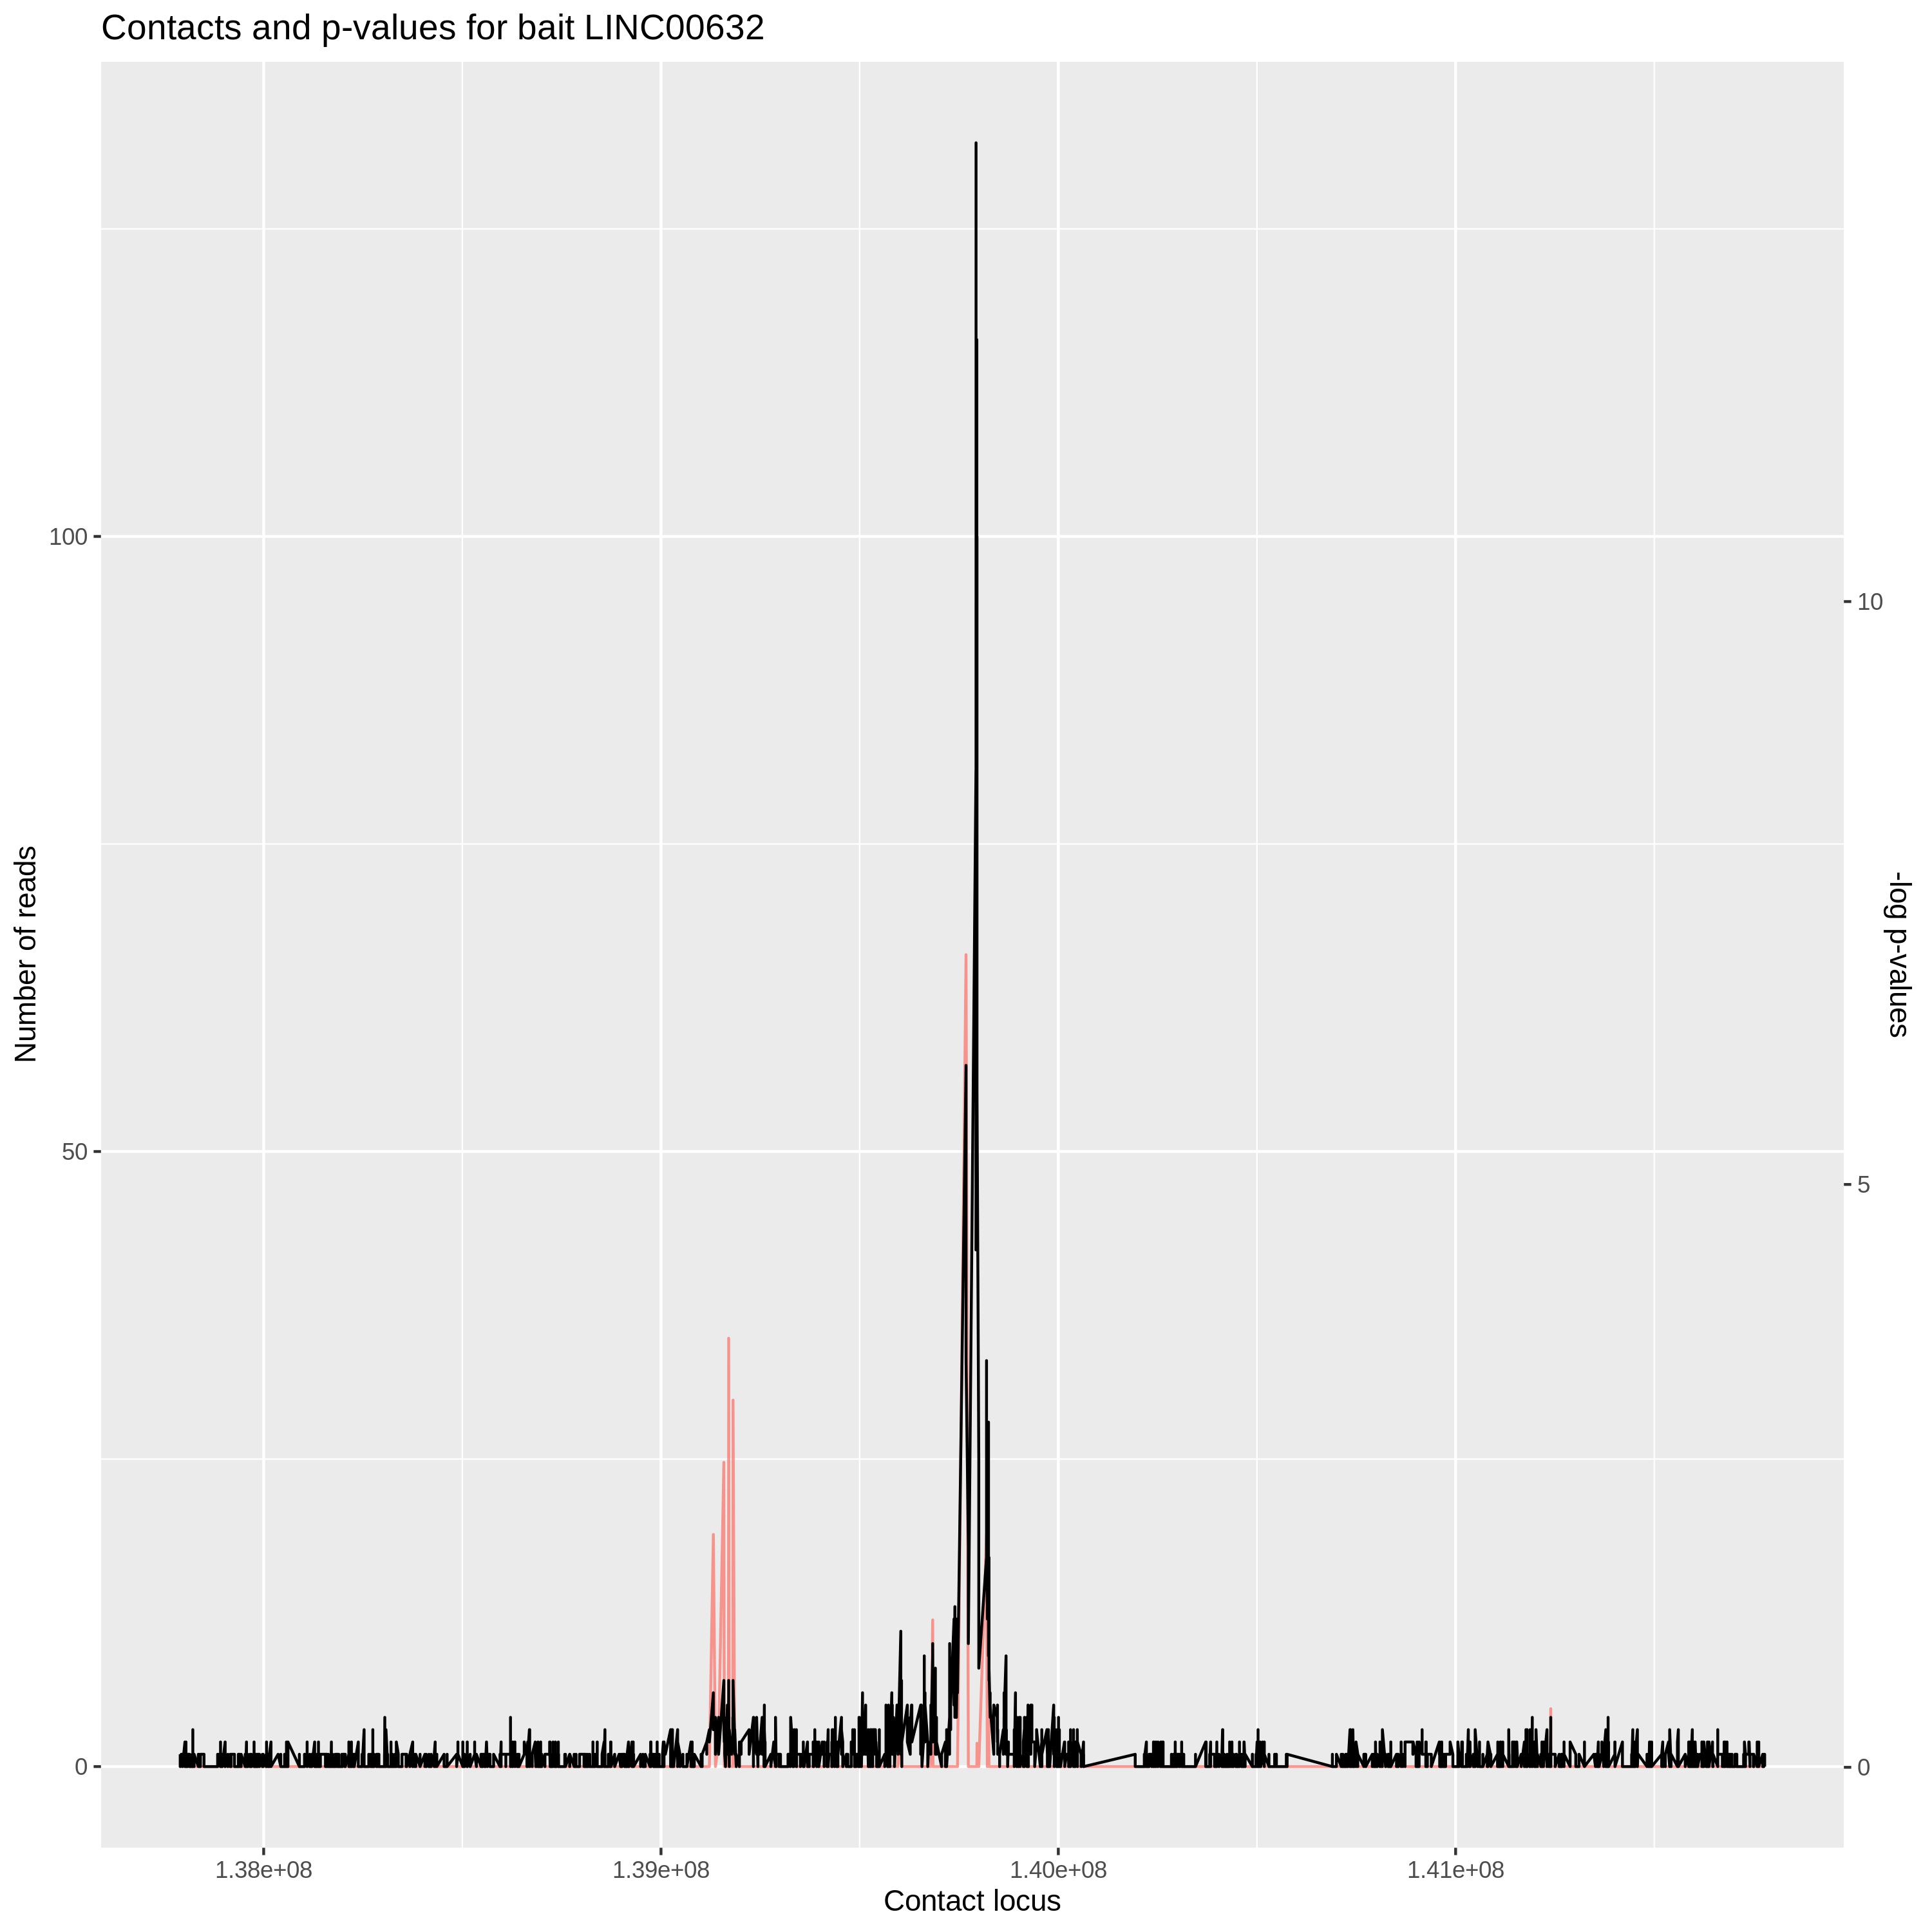 Contacts and p-values for bait LINC00632
Number of reads
100
50
0
10
5
0
-log p-values
1.38e+08
1.39e+08
1.40e+08
1.41e+08
Contact locus